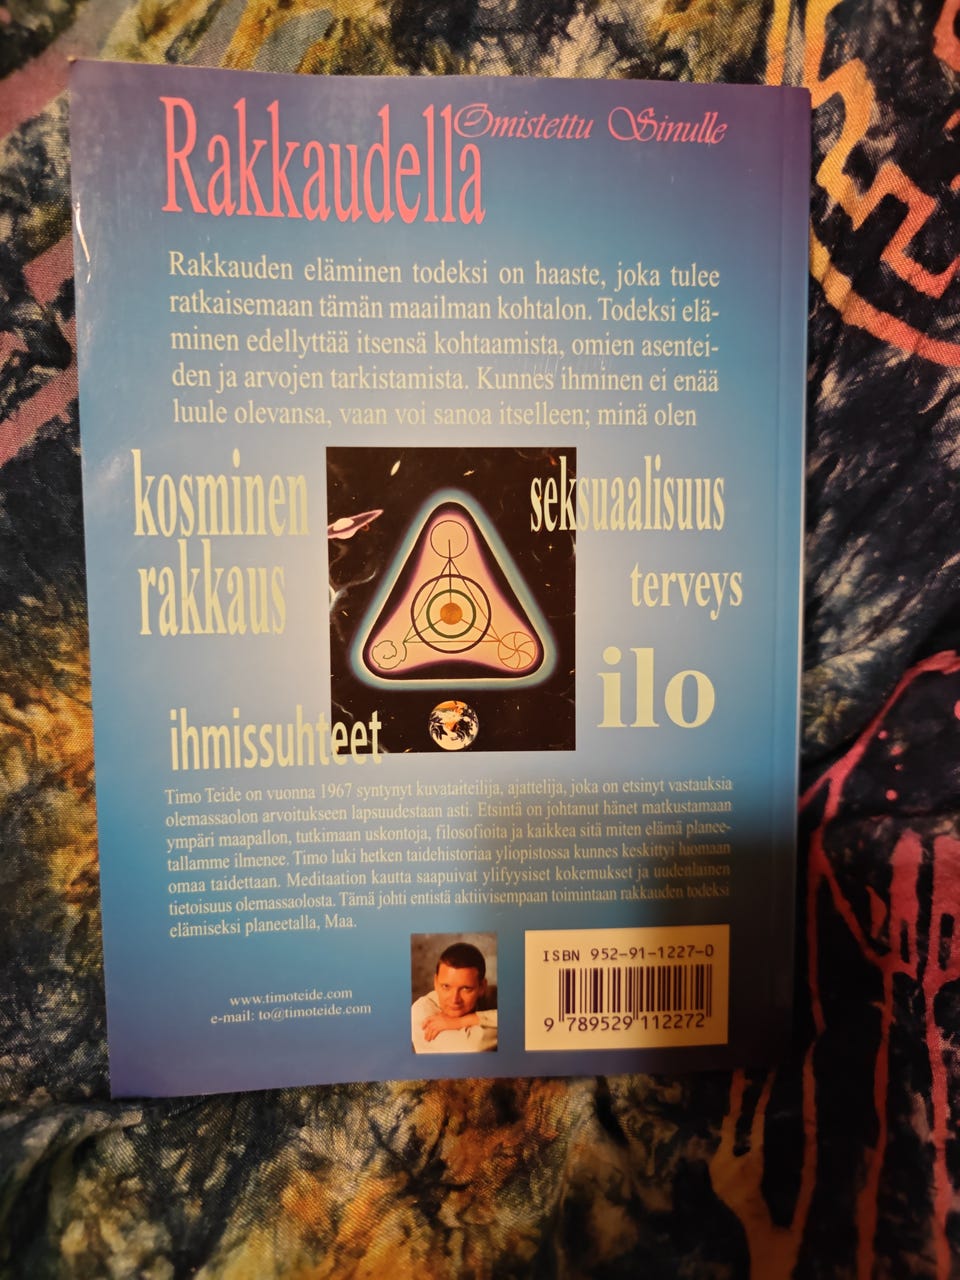 Rakkaudella
Omistettu Sinulle
Rakkauden eläminen todeksi on haaste, joka tulee
ratkaisemaan tämän maailman kohtalon. Todeksi elä-
minen edellyttää itsensä kohtaamista, omien asentei-
den ja arvojen tarkistamista. Kunnes ihminen ei enää
luule olevansa, vaan voi sanoa itselleen; minä olen
kosminen
rakkaus
seksuaalisuus
terveys
ilo
ihmissuhteet
Timo Teide on vuonna 1967 syntynyt kuvataiteilija, ajattelija, joka on etsinyt vastauksia
olemassaolon arvoitukseen lapsuudestaan asti. Etsintä on johtanut hänet matkustamaan
ympäri maapallon, tutkimaan uskontoja, filosofioita ja kaikkea sitä miten elämä planee-
tallamme ilmenee. Timo luki hetken taidehistoriaa yliopistossa kunnes keskittyi luomaan
omaa taidettaan. Meditaation kautta saapuivat ylifyysiset kokemukset ja uudenlainen
tietoisuus olemassaolosta. Tämä johti entistä aktiivisempaan toimintaan rakkauden todeksi
elämiseksi planeetalla, Maa.
www.timoteide.com
e-mail: to@timoteide.com
ISBN 952-91-1227-0
9 789529 112272